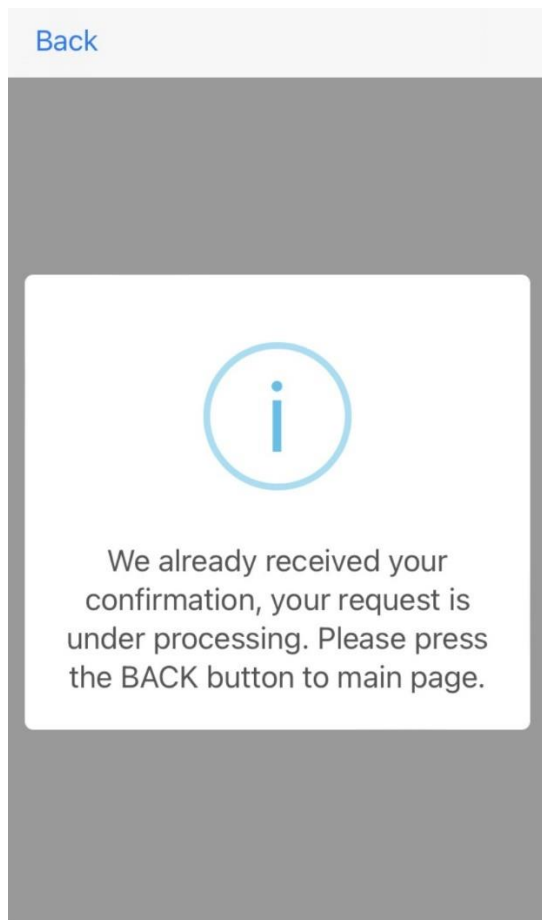 Back
i
We already received your
confirmation, your request is
under processing. Please press
the BACK button to main page.